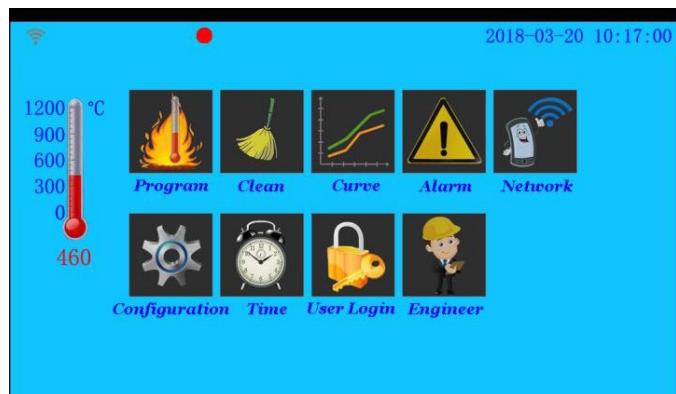 2018-03-20 10:17:00
1200 °C
900
600
300
0
460
Program Clean Curve Alarm Network
Configuration Time User Login Engineer